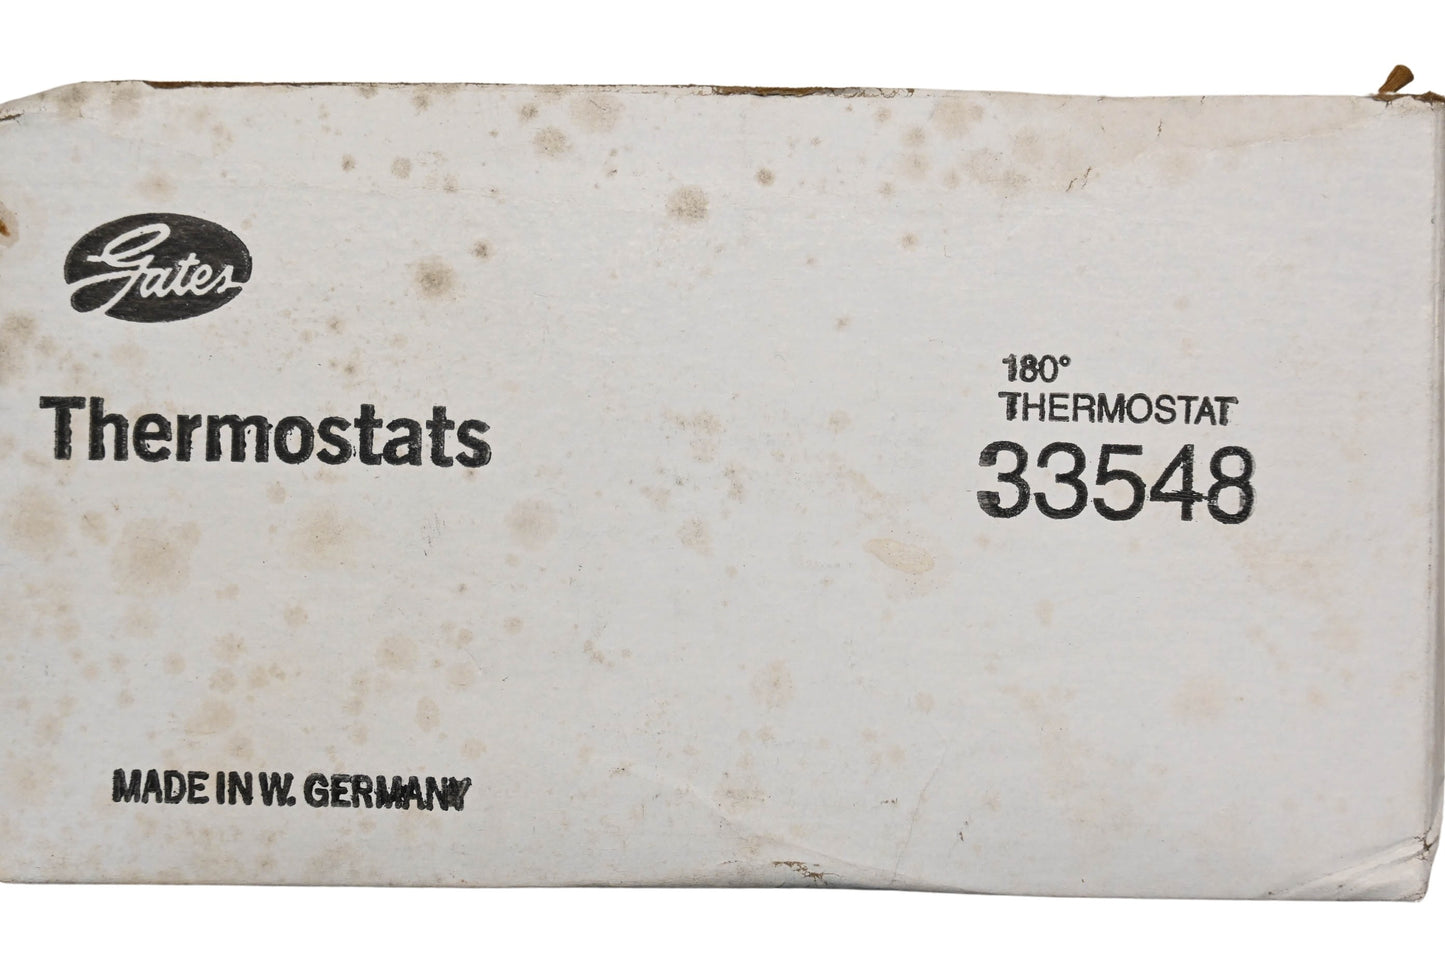 Gates
Thermostats
180°
THERMOSTAT
33548
MADE IN W. GERMANY